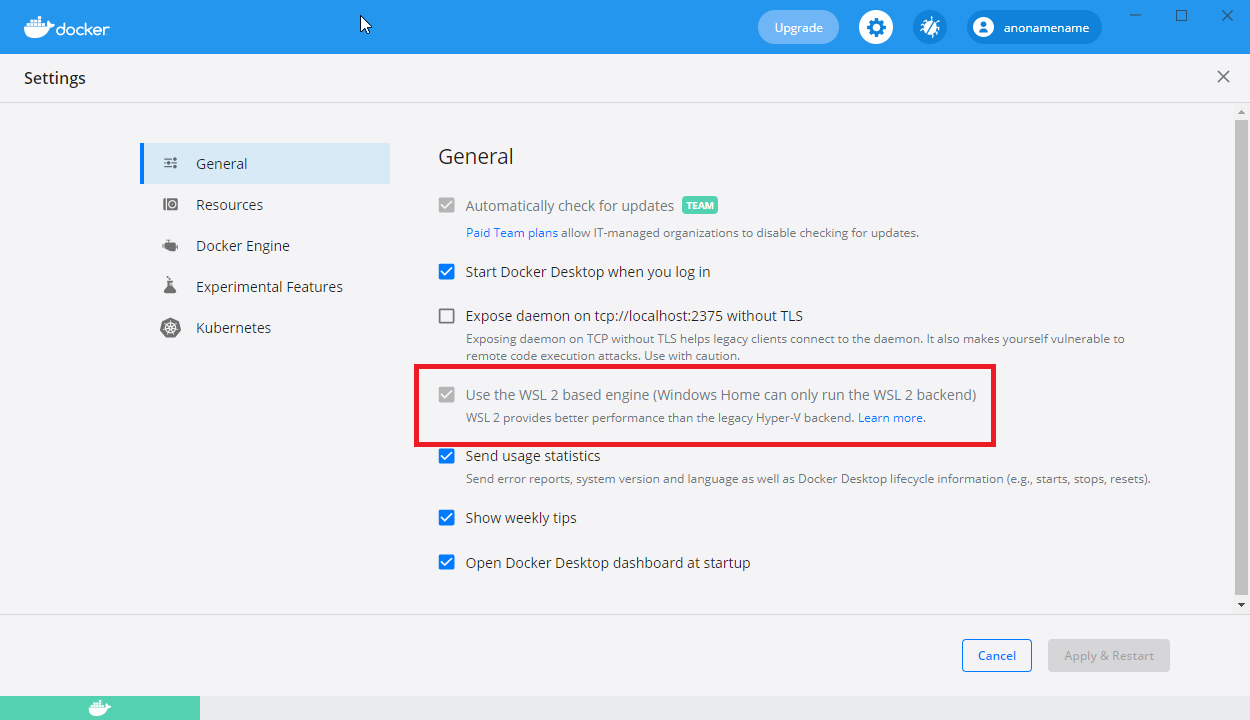 docker
Upgrade
anonamename
Settings
General
Resources
Docker Engine
Experimental Features
Kubernetes
General
Automatically check for updates TEAM
Paid Team plans allow IT-managed organizations to disable checking for updates.
Start Docker Desktop when you log in
Expose daemon on tcp://localhost:2375 without TLS
Exposing daemon on TCP without TLS helps legacy clients connect to the daemon. It also makes yourself vulnerable to
remote code execution attacks. Use with caution.
Use the WSL 2 based engine (Windows Home can only run the WSL 2 backend)
WSL 2 provides better performance than the legacy Hyper-V backend. Learn more.
Send usage statistics
Send error reports, system version and language as well as Docker Desktop lifecycle information (e.g., starts, stops, resets).
Show weekly tips
Open Docker Desktop dashboard at startup
Cancel
Apply & Restart